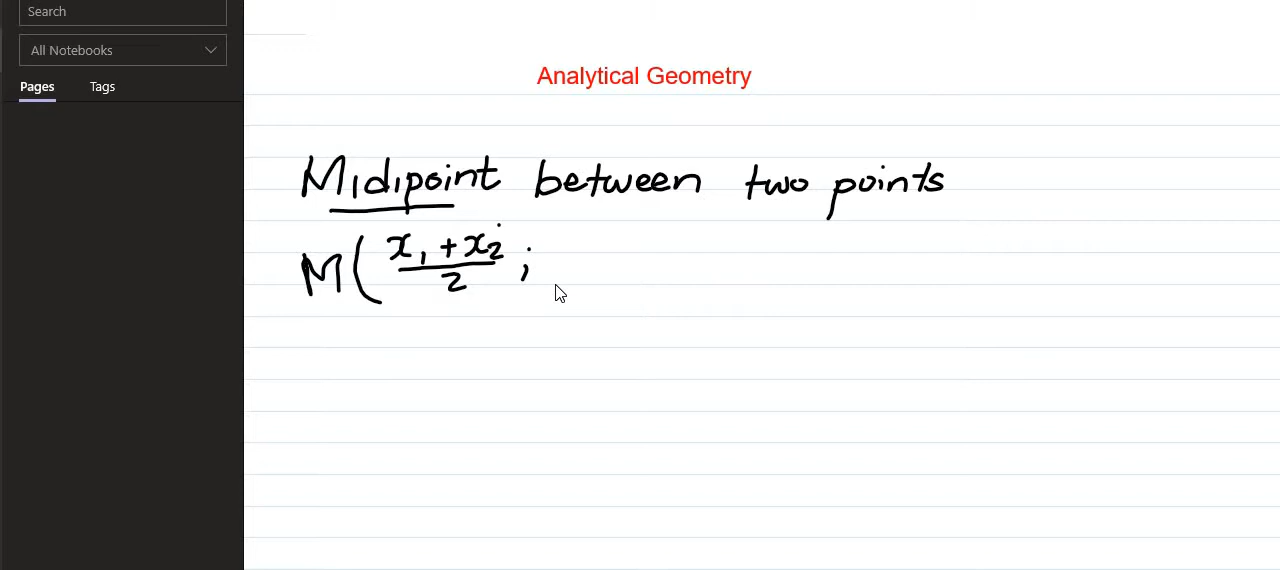 Search
All Notebooks
Pages Tags
Analytical Geometry
Midpoint between two points
M( x₁ + x₂ / 2 ;